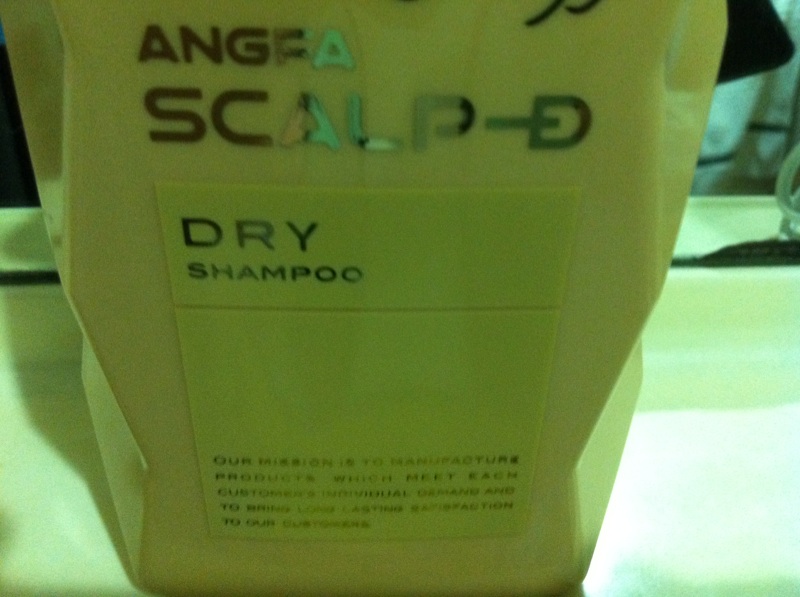 ANGFA
SCALP-D
DRY
SHAMPOO
OUR MISSION IS TO MANUFACTURE
PRODUCTS WHICH MEET EACH
CUSTOMER'S INDIVIDUAL DEMAND AND
TO BRING LONG LASTING SATISFACTION
TO OUR CUSTOMERS